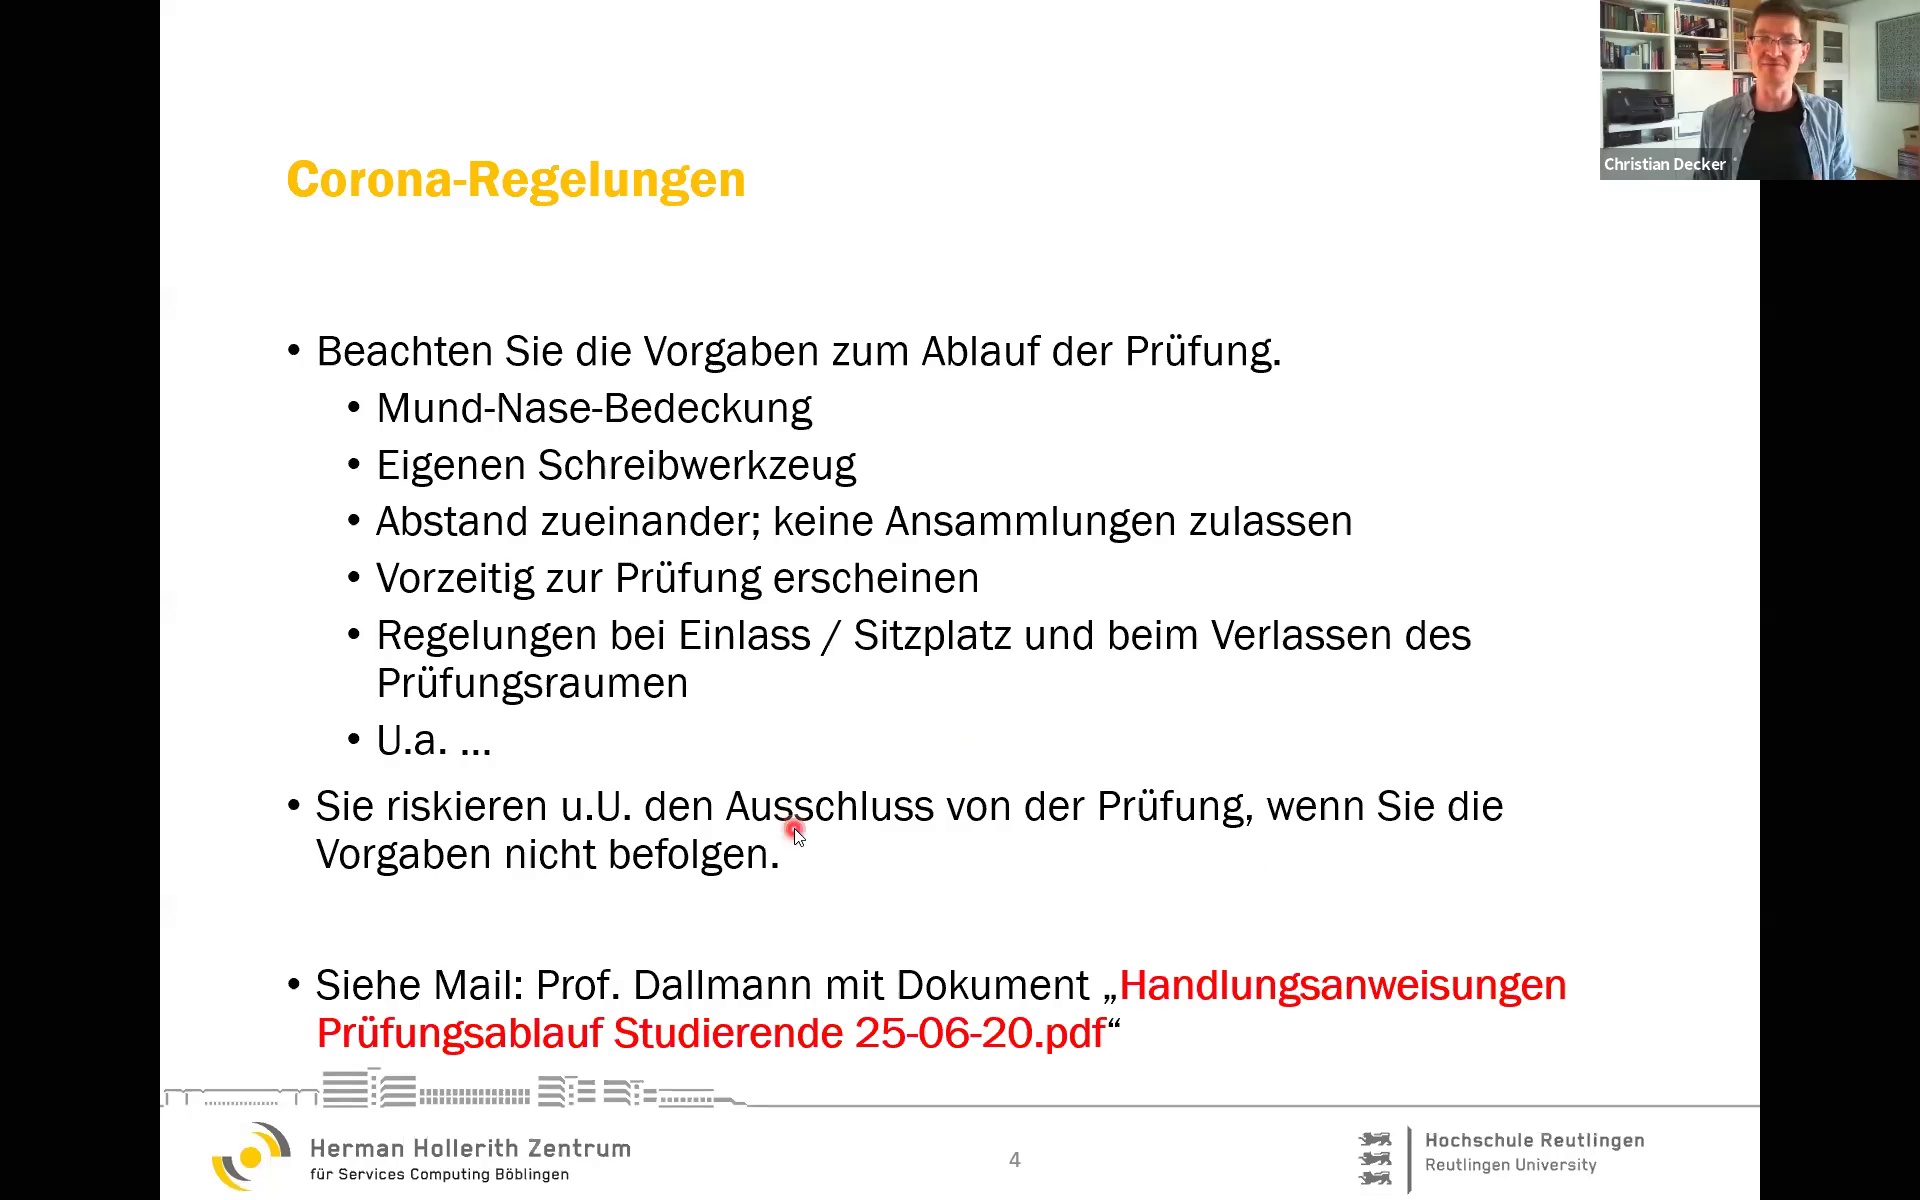 Christian Decker
Corona-Regelungen
• Beachten Sie die Vorgaben zum Ablauf der Prüfung.
• Mund-Nase-Bedeckung
• Eigenen Schreibwerkzeug
• Abstand zueinander; keine Ansammlungen zulassen
• Vorzeitig zur Prüfung erscheinen
• Regelungen bei Einlass / Sitzplatz und beim Verlassen des
Prüfungsraumen
• U.a. ...
• Sie riskieren u.U. den Ausschluss von der Prüfung, wenn Sie die
Vorgaben nicht befolgen.
• Siehe Mail: Prof. Dallmann mit Dokument „Handlungsanweisungen
Prüfungsablauf Studierende 25-06-20.pdf“
Herman Hollerith Zentrum
für Services Computing Böblingen
4
Hochschule Reutlingen
Reutlingen University